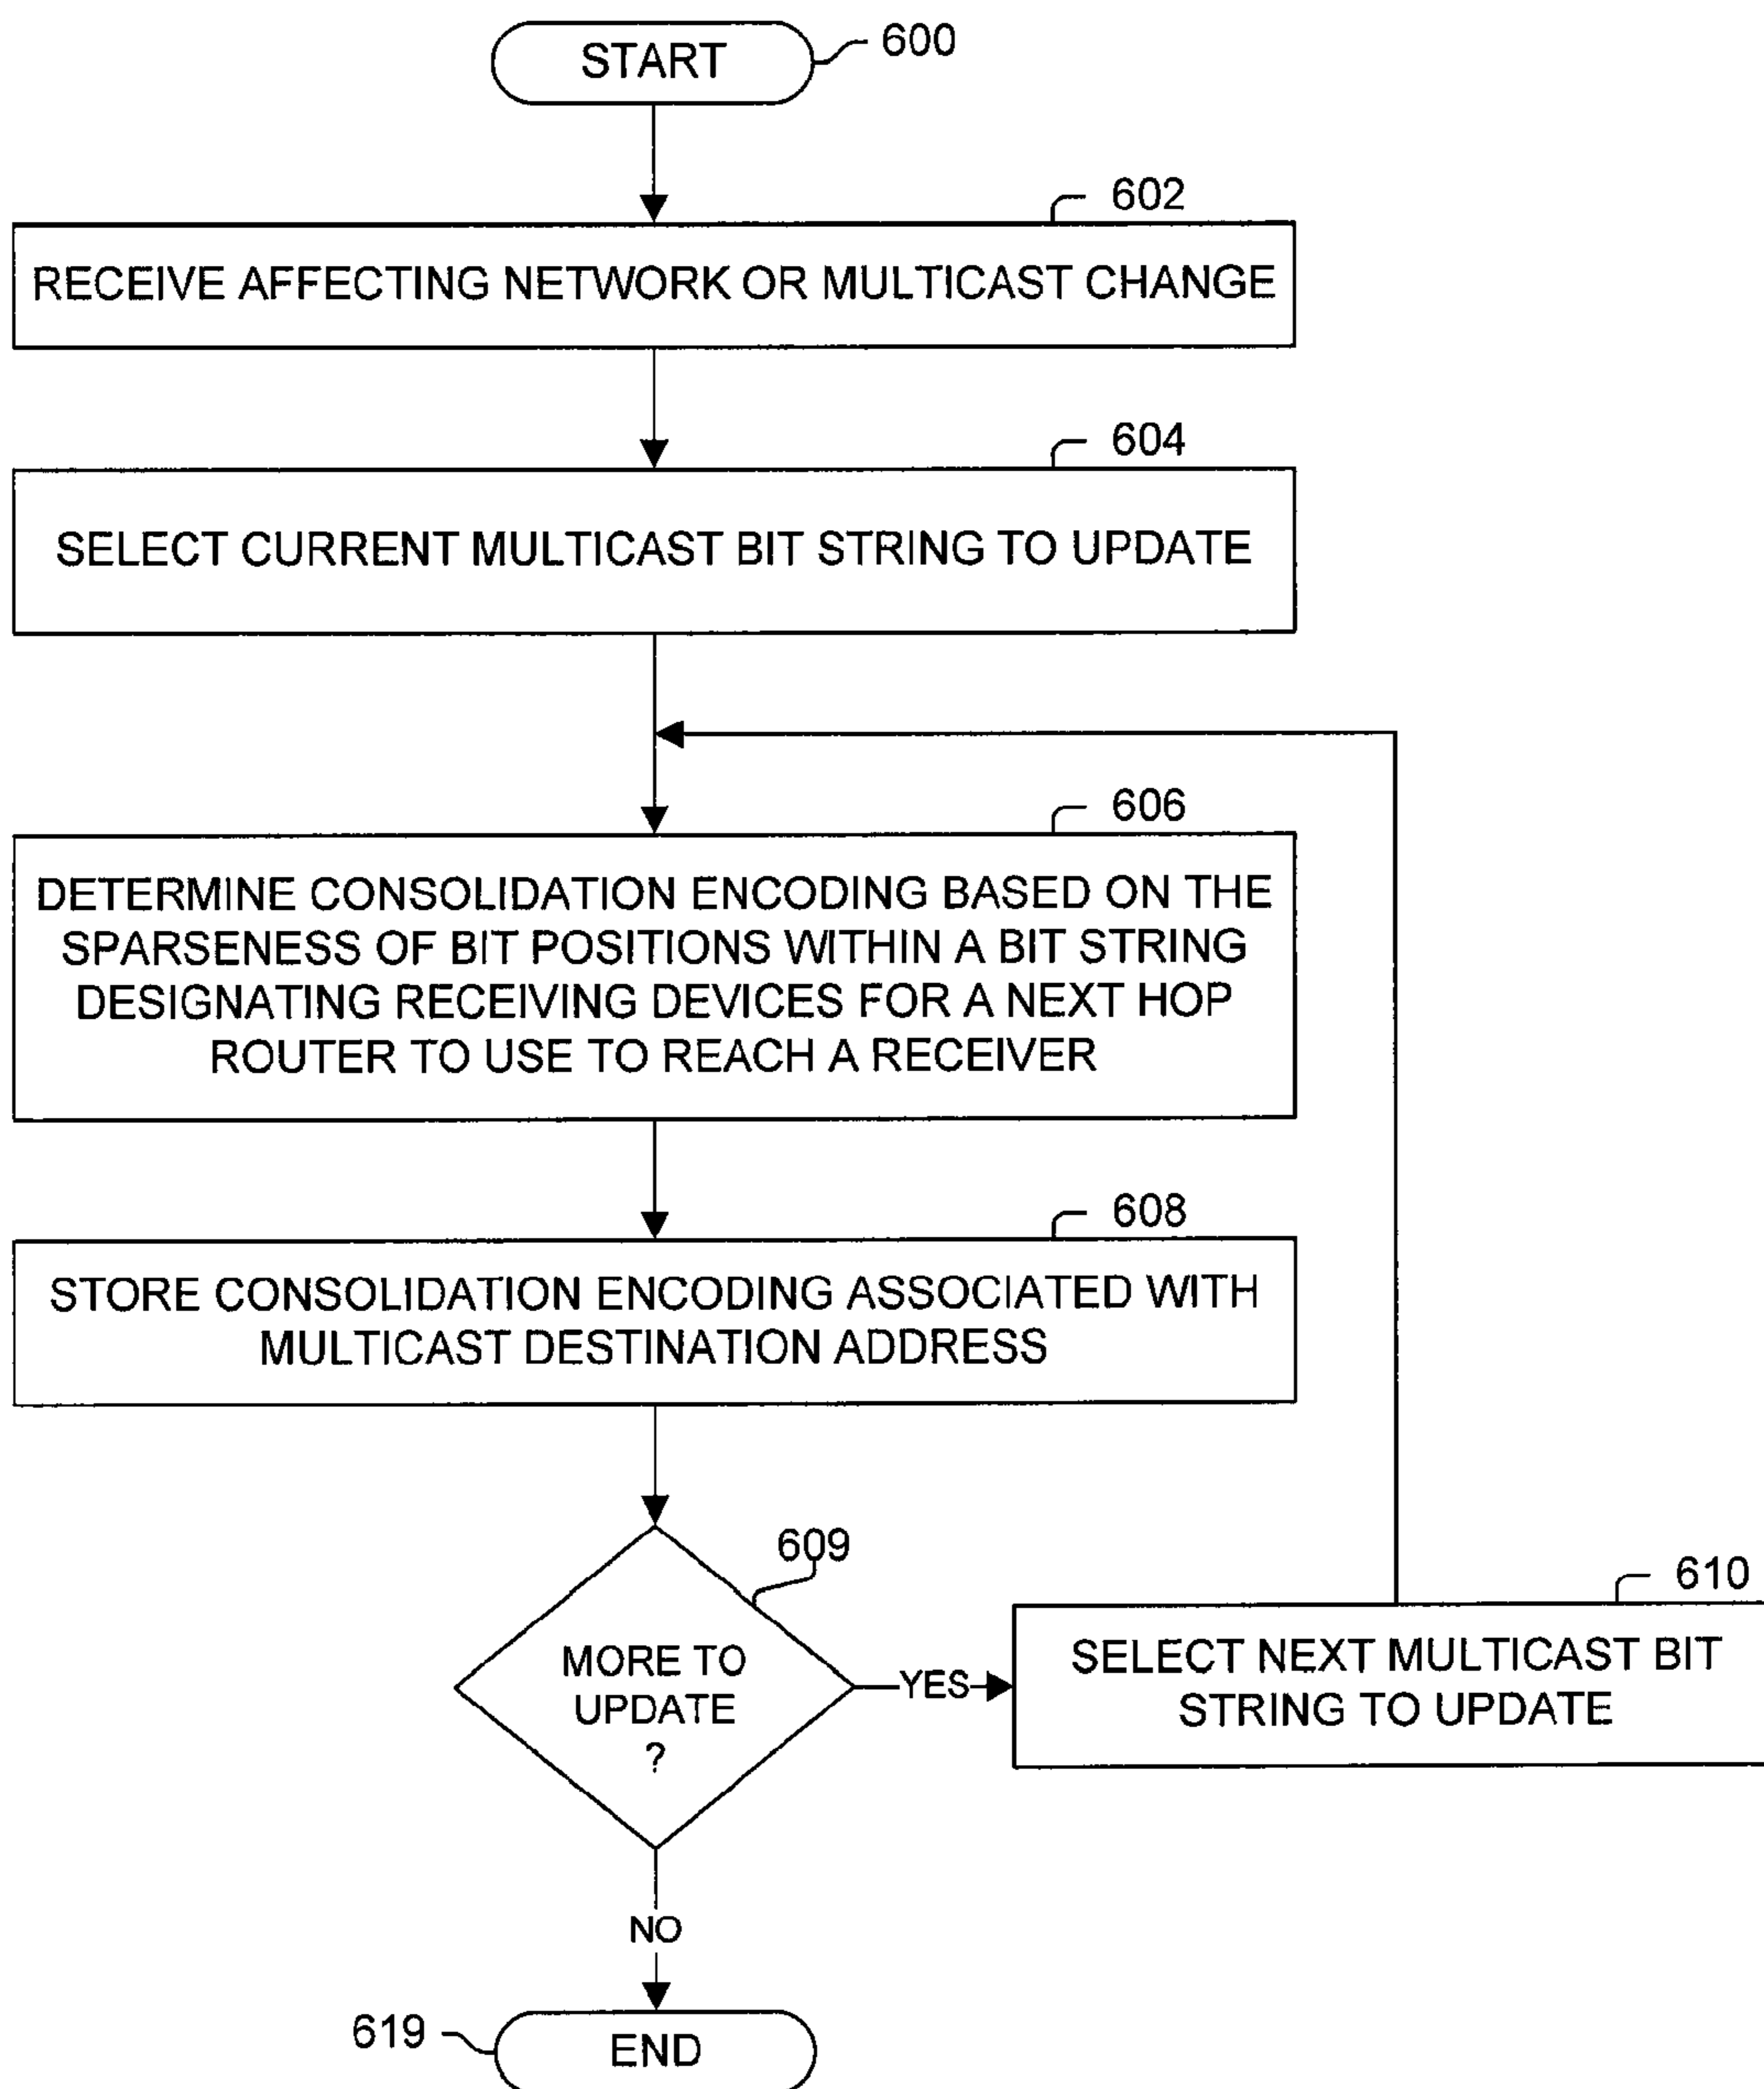 START
600
602
RECEIVE AFFECTING NETWORK OR MULTICAST CHANGE
604
SELECT CURRENT MULTICAST BIT STRING TO UPDATE
606
DETERMINE CONSOLIDATION ENCODING BASED ON THE
SPARSENESS OF BIT POSITIONS WITHIN A BIT STRING
DESIGNATING RECEIVING DEVICES FOR A NEXT HOP
ROUTER TO USE TO REACH A RECEIVER
608
STORE CONSOLIDATION ENCODING ASSOCIATED WITH
MULTICAST DESTINATION ADDRESS
609
MORE TO
UPDATE
?
YES
610
SELECT NEXT MULTICAST BIT
STRING TO UPDATE
NO
619
END